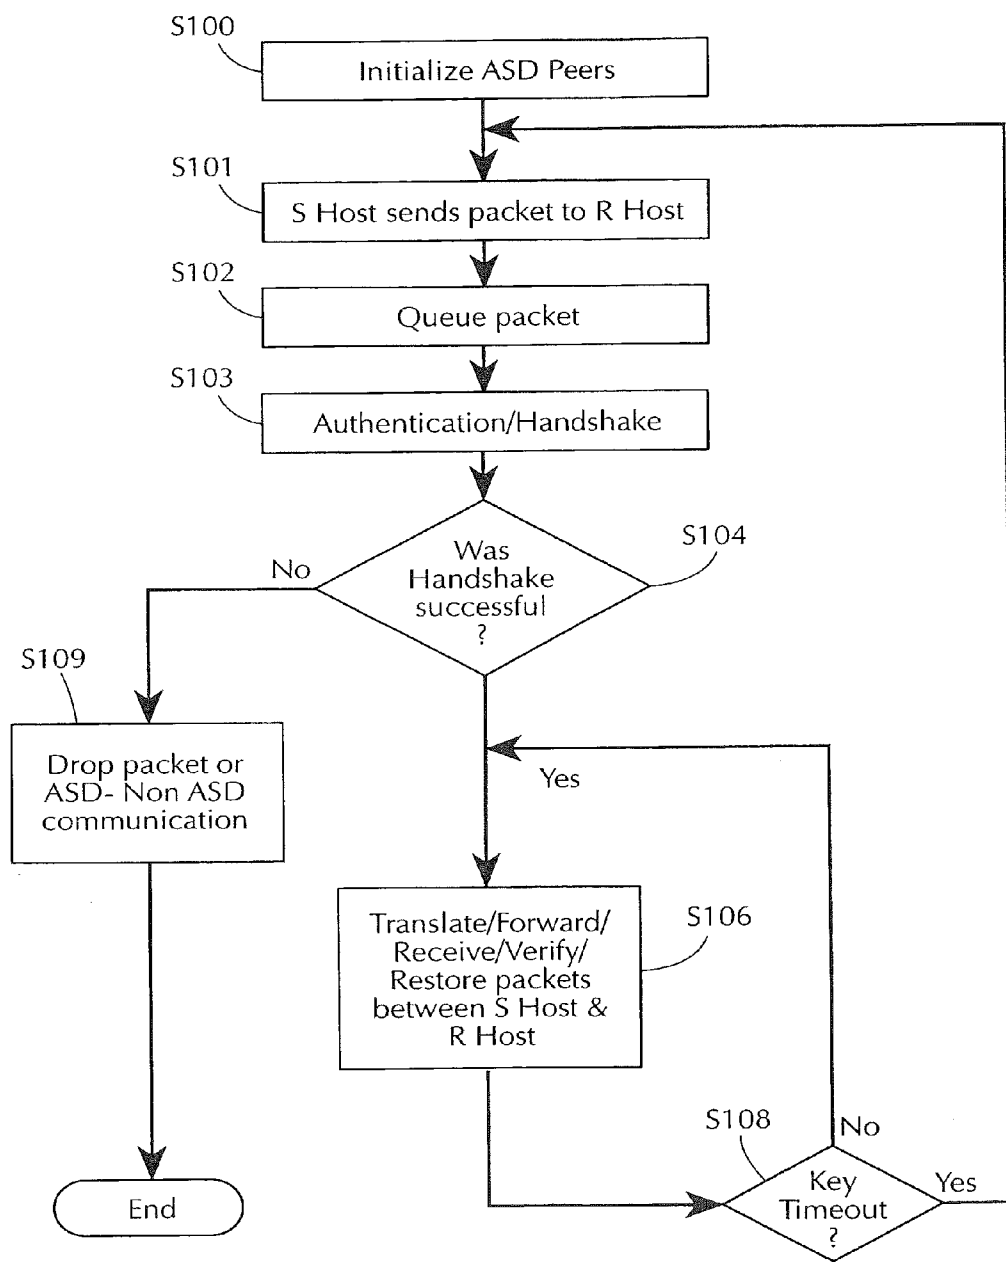 S100
Initialize ASD Peers
S101
S Host sends packet to R Host
S102
Queue packet
S103
Authentication/Handshake
S104
Was
Handshake
successful
?
No
S109
Drop packet or
ASD- Non ASD
communication
Yes
S106
Translate/Forward/
Receive/Verify/
Restore packets
between S Host &
R Host
S108
No
Key
Timeout
?
Yes
End